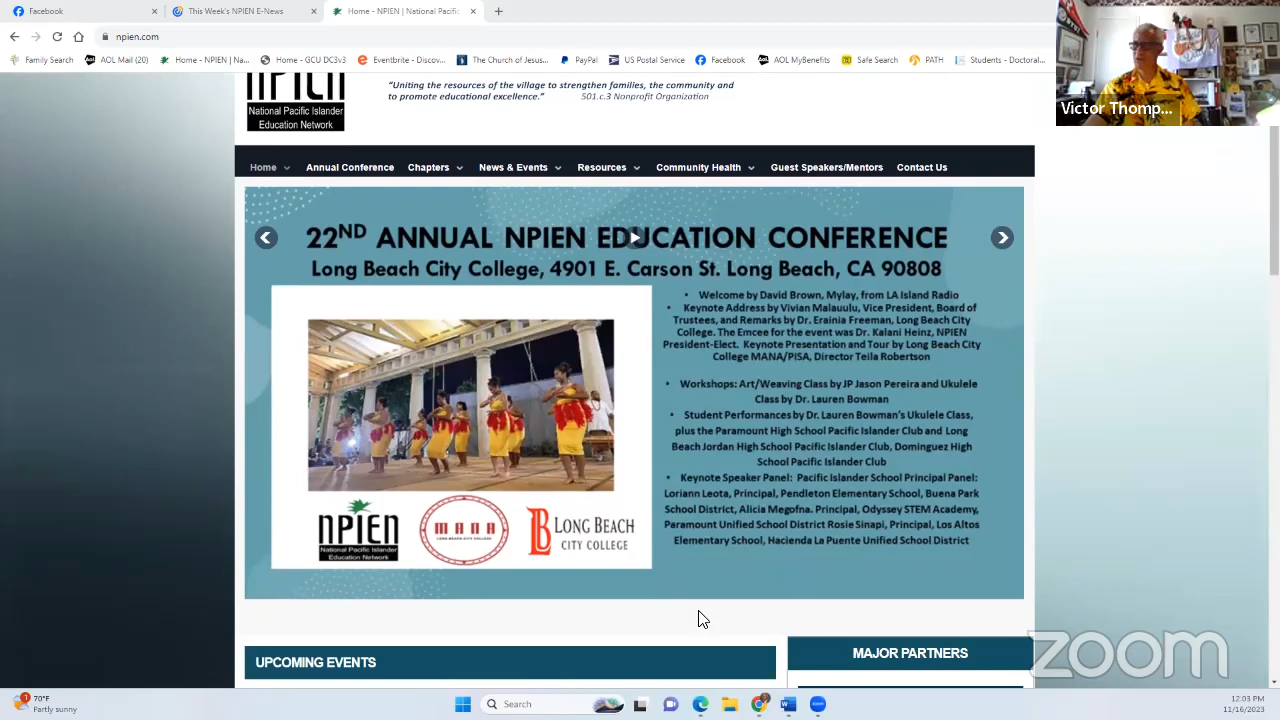 Facebook
This Week's NPIEN E-News
Home - NPIEN | National Pacific
npien.com
Family Search
AOL Mail (20)
Home - NPIEN | Na...
Home - GCU DC3v3
Eventbrite - Discov...
The Church of Jesu...
PayPal
US Postal Service
Facebook
AOL MyBenefits
Safe Search
PATH
Students - Doctoral...
Victor Thomp...
NPIEN
National Pacific Islander
Education Network
“Uniting the resources of the village to strengthen families, the community and
to promote educational excellence.” 501.c.3 Nonprofit Organization
Home Annual Conference Chapters News & Events Resources Community Health Guest Speakers/Mentors Contact Us
22ND ANNUAL NPIEN EDUCATION CONFERENCE
Long Beach City College, 4901 E. Carson St. Long Beach, CA 90808
• Welcome by David Brown, Mylay, from LA Island Radio
• Keynote Address by Vivian Malauulu, Vice President, Board of
Trustees, and Remarks by Dr. Erainia Freeman, Long Beach City
College. The Emcee for the event was Dr. Kalani Heinz, NPIEN
President-Elect. Keynote Presentation and Tour by Long Beach City
College MANA/PISA, Director Teila Robertson
• Workshops: Art/Weaving Class by JP Jason Pereira and Ukulele
Class by Dr. Lauren Bowman
• Student Performances by Dr. Lauren Bowman’s Ukulele Class,
plus the Paramount High School Pacific Islander Club and Long
Beach Jordan High School Pacific Islander Club, Dominguez High
School Pacific Islander Club
• Keynote Speaker Panel: Pacific Islander School Principal Panel:
Loriann Leota, Principal, Pendleton Elementary School, Buena Park
School District, Alicia Megofna. Principal, Odyssey STEM Academy,
Paramount Unified School District Rosie Sinapi, Principal, Los Altos
Elementary School, Hacienda La Puente Unified School District
NPIEN
National Pacific Islander
Education Network
MANA
LONG BEACH CITY COLLEGE
LB
LONG BEACH
CITY COLLEGE
UPCOMING EVENTS
MAJOR PARTNERS
zoom
1
70°F
Partly sunny
Search
zoom
12:03 PM
11/16/2023